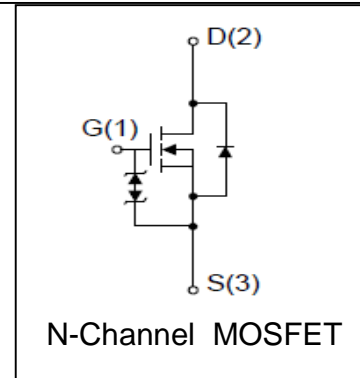 D(2)
G(1)
S(3)
N-Channel MOSFET